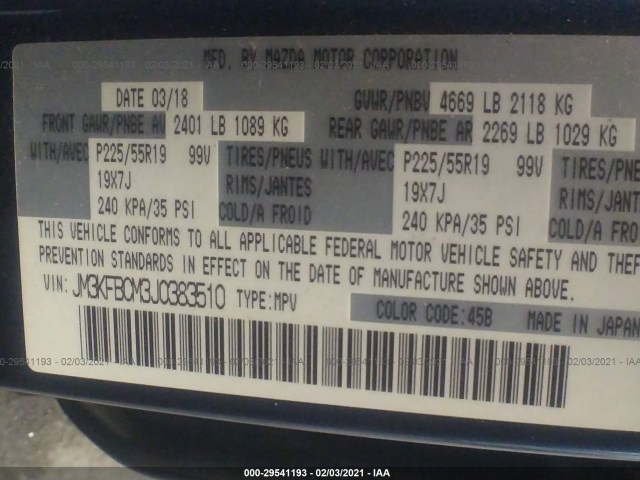 MFD. BY MAZDA MOTOR CORPORATION
DATE 03/18 GVWR/PNBV 4669 LB 2118 KG
FRONT GAWR/PNBE AV 2401 LB 1089 KG REAR GAWR/PNBE AR 2269 LB 1029 KG
WITH/AVEC P225/55R19 99V TIRES/PNEUS WITH/AVEC P225/55R19 99V TIRES/PNEUS
19X7J RIMS/JANTES 19X7J RIMS/JANTES
240 KPA/35 PSI COLD/A FROID 240 KPA/35 PSI COLD/A FROID
THIS VEHICLE CONFORMS TO ALL APPLICABLE FEDERAL MOTOR VEHICLE SAFETY AND THEF
PREVENTION STANDARDS IN EFFECT ON THE DATE OF MANUFACTURE SHOWN ABOVE.
VIN: JM3KFBCM3J0383510 TYPE:MPV
COLOR CODE:45B MADE IN JAPAN
000-29541193 - 02/03/2021 - IAA